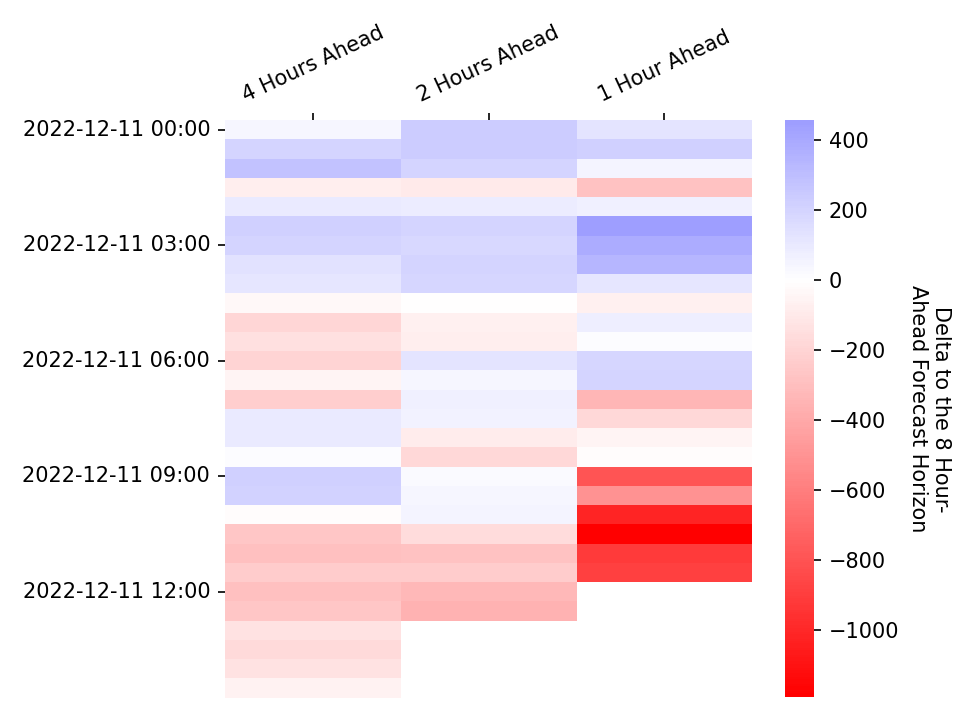 4 Hours Ahead
2 Hours Ahead
1 Hour Ahead
2022-12-11 00:00
2022-12-11 03:00
2022-12-11 06:00
2022-12-11 09:00
2022-12-11 12:00
400
200
0
−200
−400
−600
−800
−1000
Delta to the 8 Hour-
Ahead Forecast Horizon